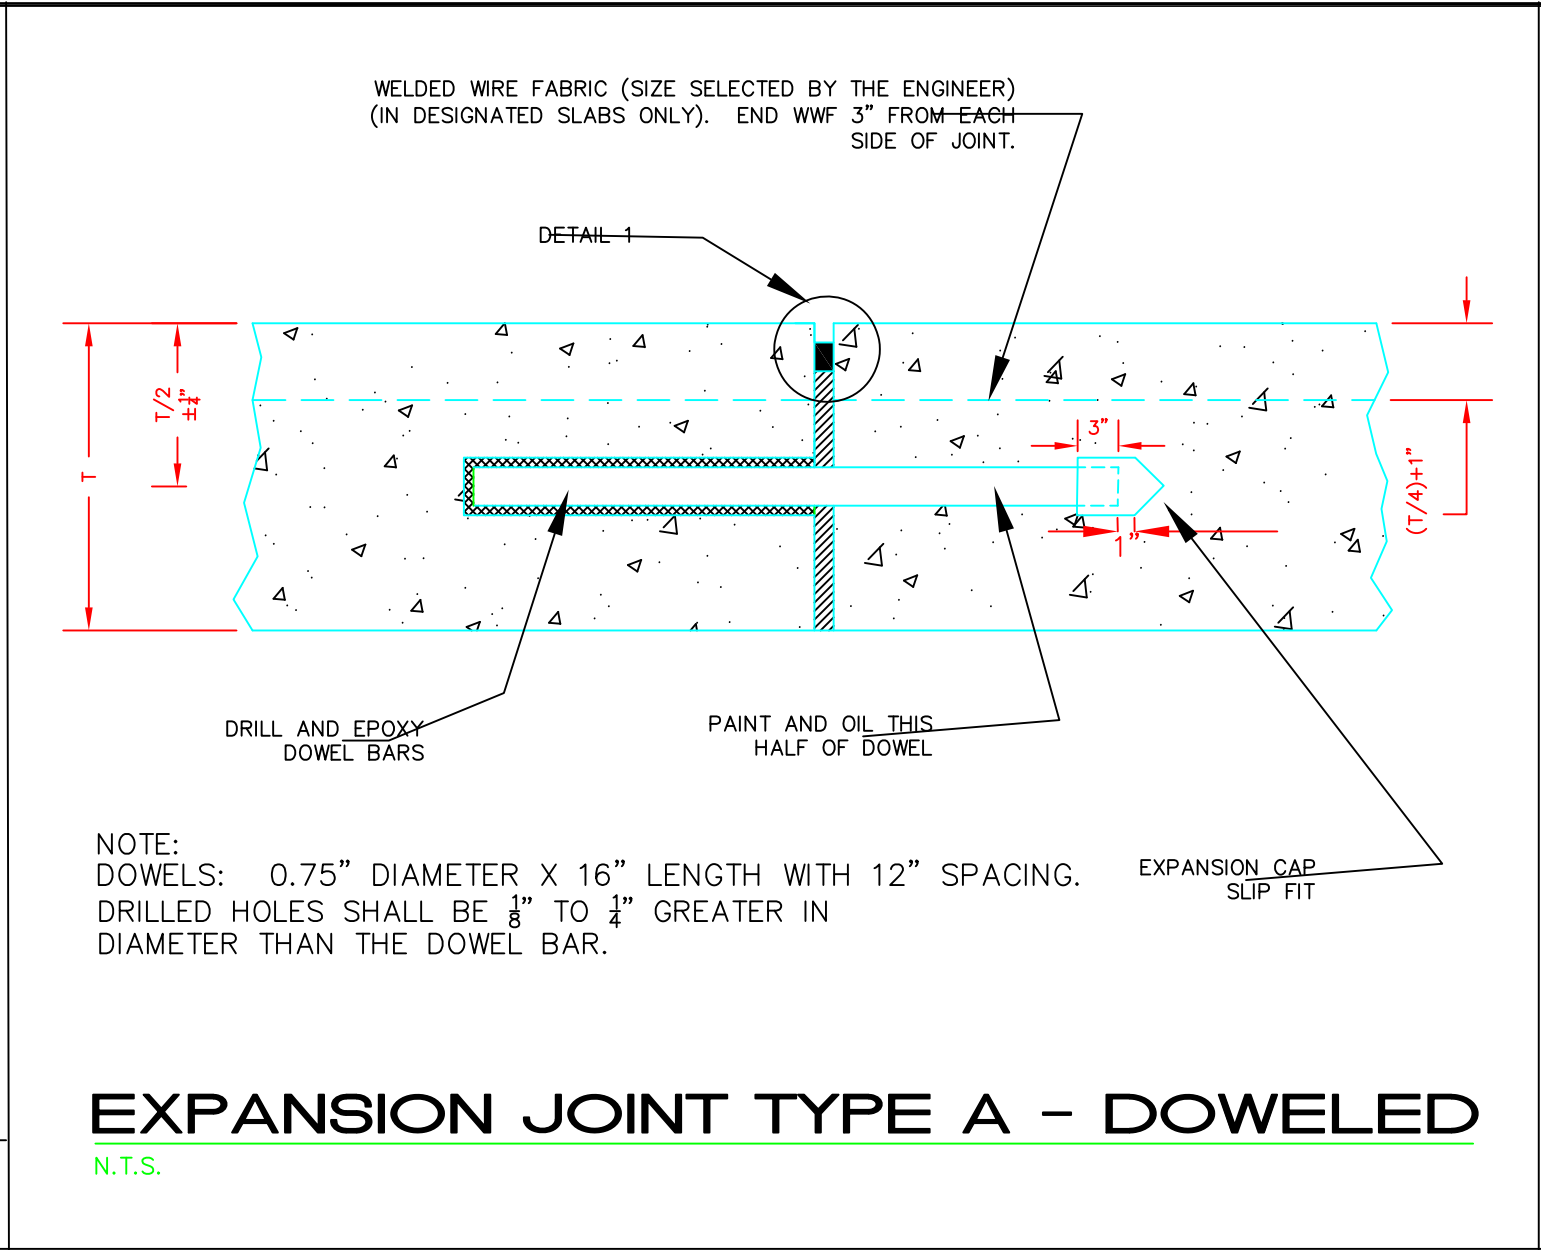 WELDED WIRE FABRIC (SIZE SELECTED BY THE ENGINEER)
(IN DESIGNATED SLABS ONLY). END WWF 3” FROM EACH
SIDE OF JOINT.
DETAIL 1
T/2
±1/4”
T
3”
1”
(T/4)+1”
DRILL AND EPOXY
DOWEL BARS
PAINT AND OIL THIS
HALF OF DOWEL
EXPANSION CAP
SLIP FIT
NOTE:
DOWELS: 0.75” DIAMETER X 16” LENGTH WITH 12” SPACING.
DRILLED HOLES SHALL BE 1/8” TO 1/4” GREATER IN
DIAMETER THAN THE DOWEL BAR.
EXPANSION JOINT TYPE A - DOWELED
N.T.S.